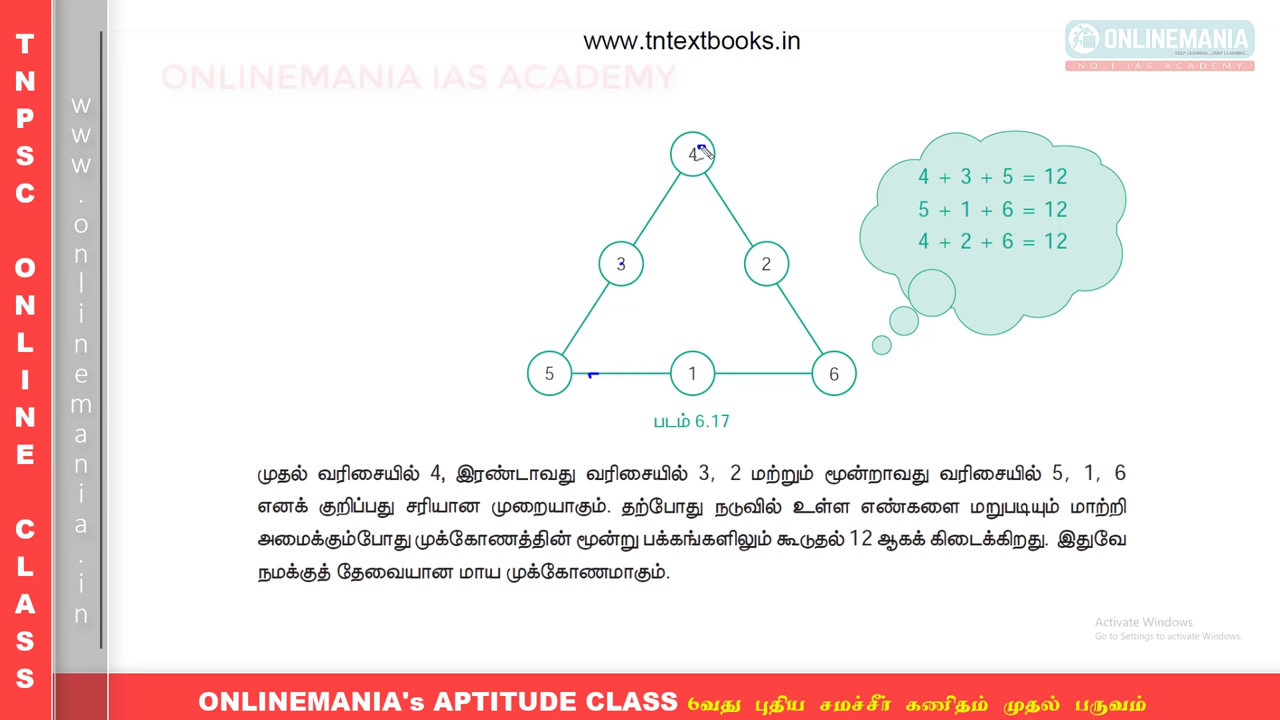 TNPSC ONLINE CLASS
www.onlinemania.in
www.tntextbooks.in
ONLINEMANIA
DEEP LEARNING...DEEP LEARNING...
NO.1 IAS ACADEMY
ONLINEMANIA IAS ACADEMY
4
3 2
5 1 6
4 + 3 + 5 = 12
5 + 1 + 6 = 12
4 + 2 + 6 = 12
படம் 6.17
முதல் வரிசையில் 4, இரண்டாவது வரிசையில் 3, 2 மற்றும் மூன்றாவது வரிசையில் 5, 1, 6
எனக் குறிப்பது சரியான முறையாகும். தற்போது நடுவில் உள்ள எண்களை மறுபடியும் மாற்றி
அமைக்கும்போது முக்கோணத்தின் மூன்று பக்கங்களிலும் கூடுதல் 12 ஆகக் கிடைக்கிறது. இதுவே
நமக்குத் தேவையான மாய முக்கோணமாகும்.
Activate Windows
Go to Settings to activate Windows.
ONLINEMANIA's APTITUDE CLASS 6வது புதிய சமச்சீர் கணிதம் முதல் பருவம்